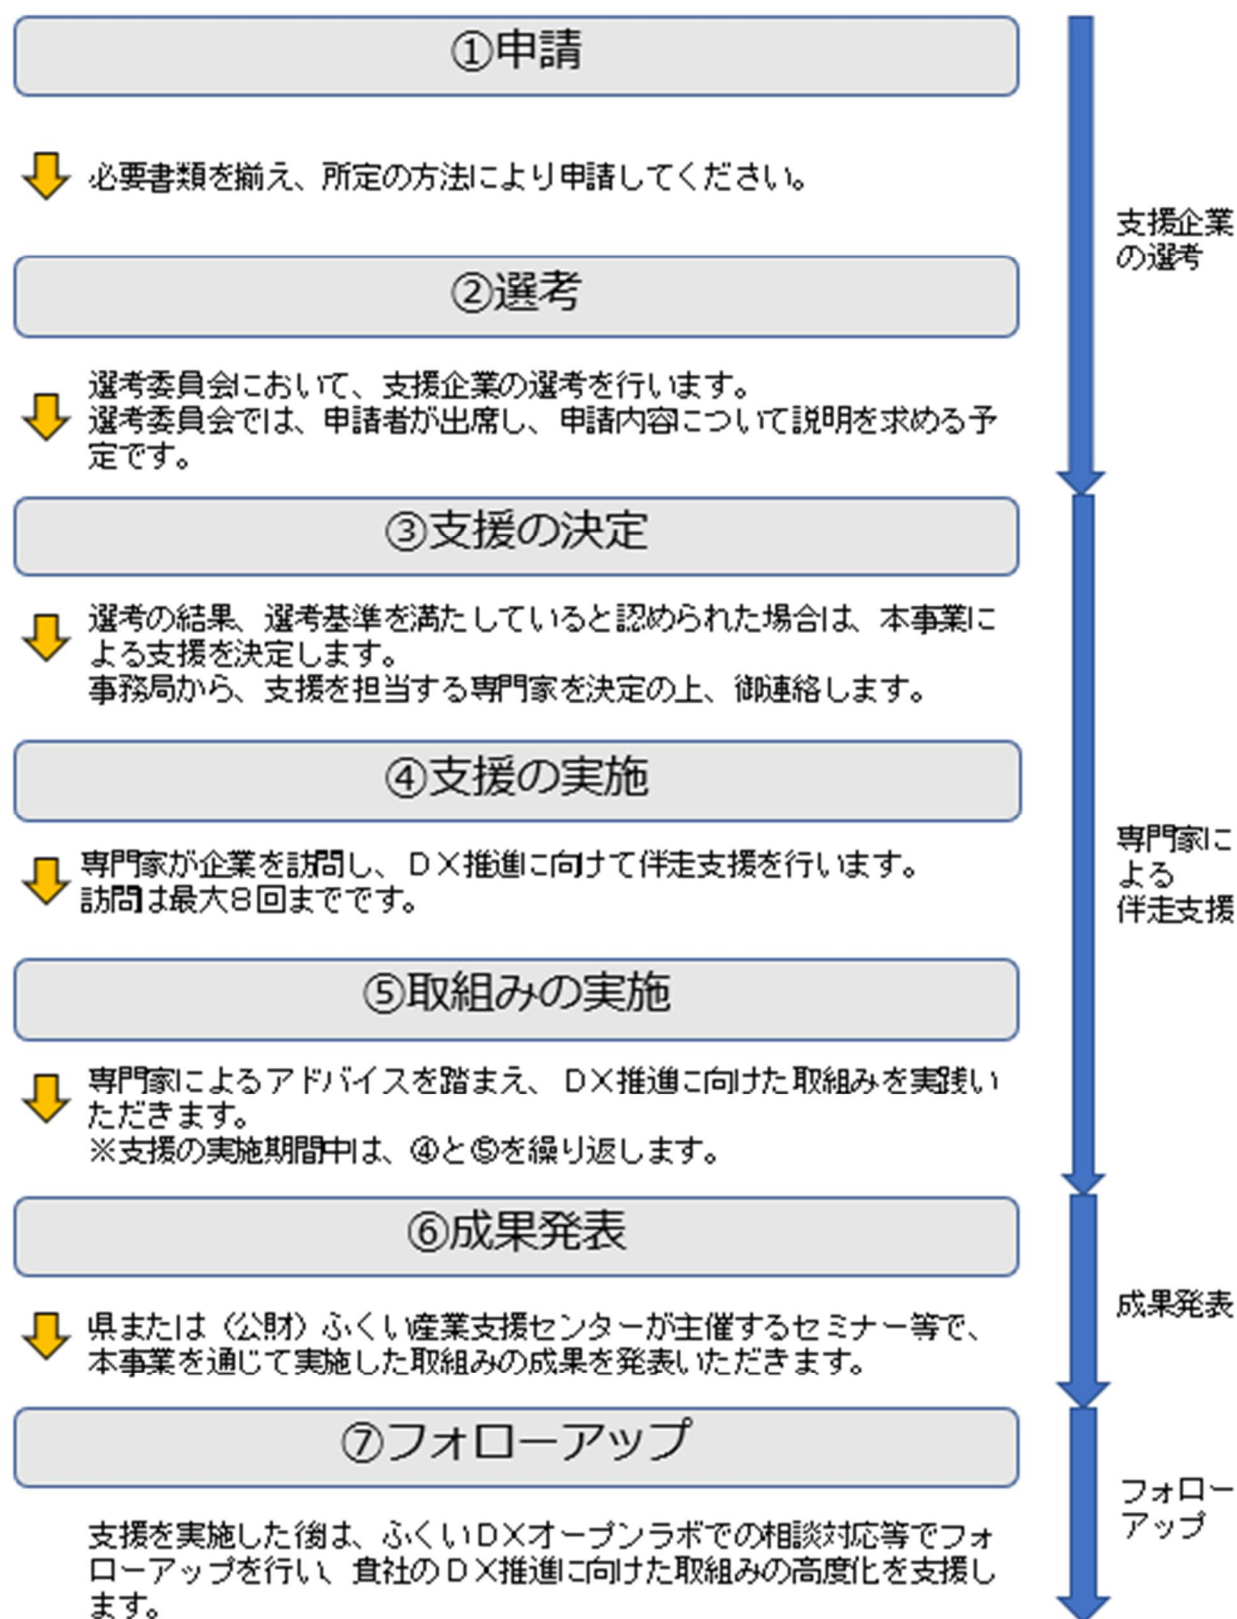 ①申請
必要書類を揃え、所定の方法により申請してください。
支援企業
の選考
②選考
選考委員会において、支援企業の選考を行います。
選考委員会では、申請者が出席し、申請内容について説明を求める予
定です。
③支援の決定
選考の結果、選考基準を満たしていると認められた場合は、本事業に
よる支援を決定します。
事務局から、支援を担当する専門家を決定の上、御連絡します。
④支援の実施
専門家が企業を訪問し、DX推進に向けて伴走支援を行います。
訪問は最大8回までです。
専門家に
よる
伴走支援
⑤取組みの実施
専門家によるアドバイスを踏まえ、DX推進に向けた取組みを実践い
ただきます。
※支援の実施期間中は、④と⑤を繰り返します。
⑥成果発表
県または(公財)ふくい産業支援センターが主催するセミナー等で、
本事業を通じて実施した取組みの成果を発表いただきます。
成果発表
⑦フォローアップ
支援を実施した後は、ふくいDXオープンラボでの相談対応等でフォ
ローアップを行い、貴社のDX推進に向けた取組みの高度化を支援し
ます。
フォロー
アップ